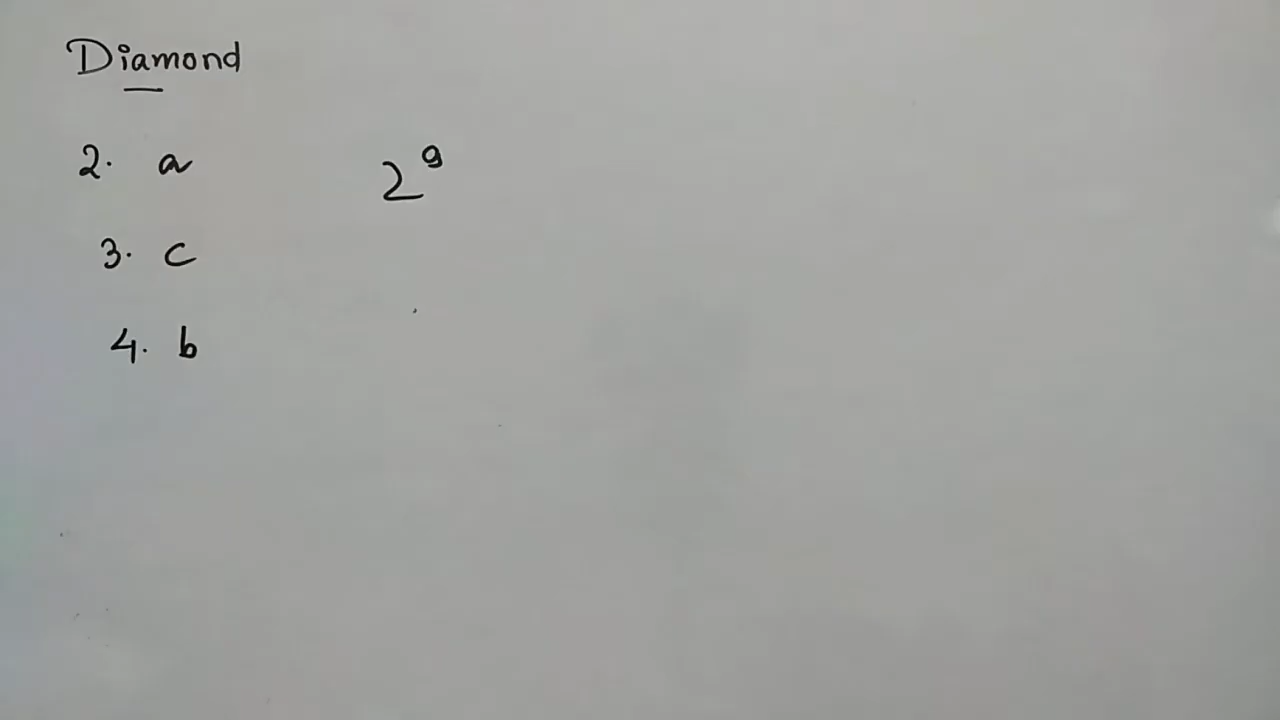 Diamond
2. a 2⁹
3. c
4. b